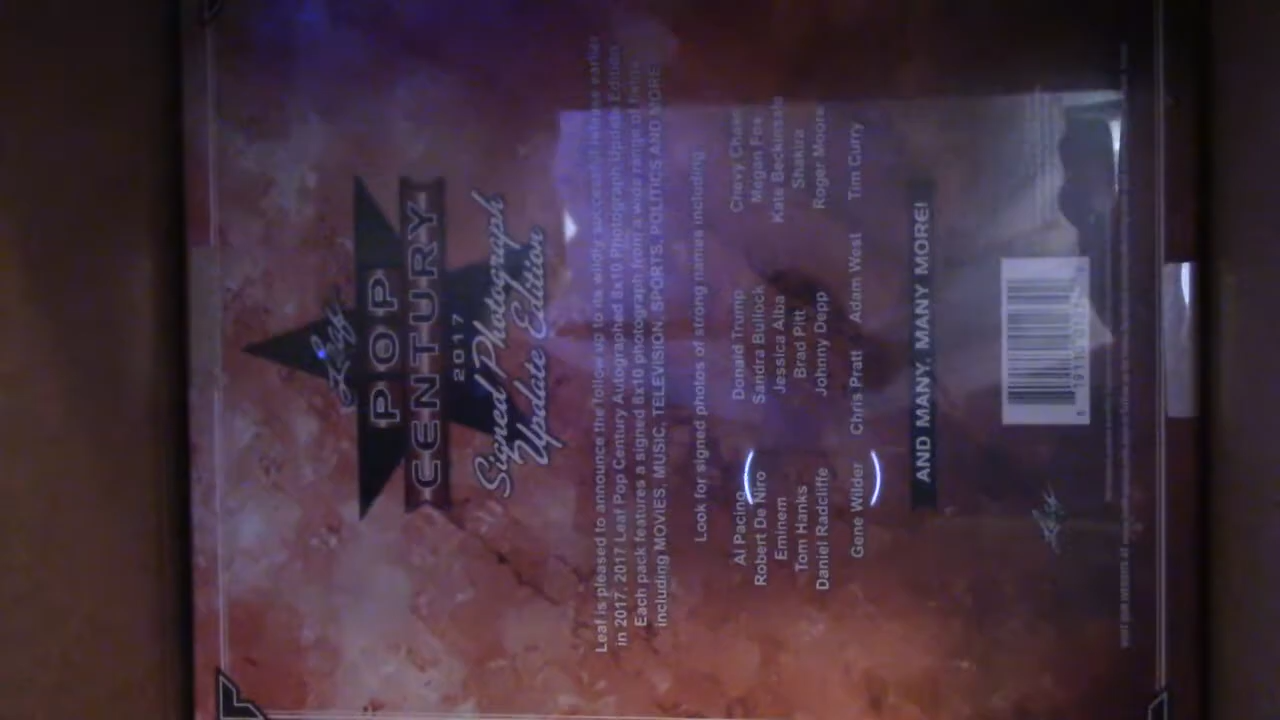 Leaf
POP
CENTURY
2017
Signed Photograph
Update Edition
Leaf is pleased to announce the follow up to its wildly successful release earlier
in 2017. 2017 Leaf Pop Century Autographed 8x10 Photograph Update Edition.
Each pack features a signed 8x10 photograph from a wide range of talents
including MOVIES, MUSIC, TELEVISION, SPORTS, POLITICS AND MORE!
Look for signed photos of strong names including
Al Pacino Donald Trump Chevy Chase
Robert De Niro Sandra Bullock Megan Fox
Eminem Jessica Alba Kate Beckinsale
Tom Hanks Brad Pitt Shakira
Daniel Radcliffe Johnny Depp Roger Moore
Gene Wilder Chris Pratt Adam West Tim Curry
AND MANY, MANY MORE!
Leaf